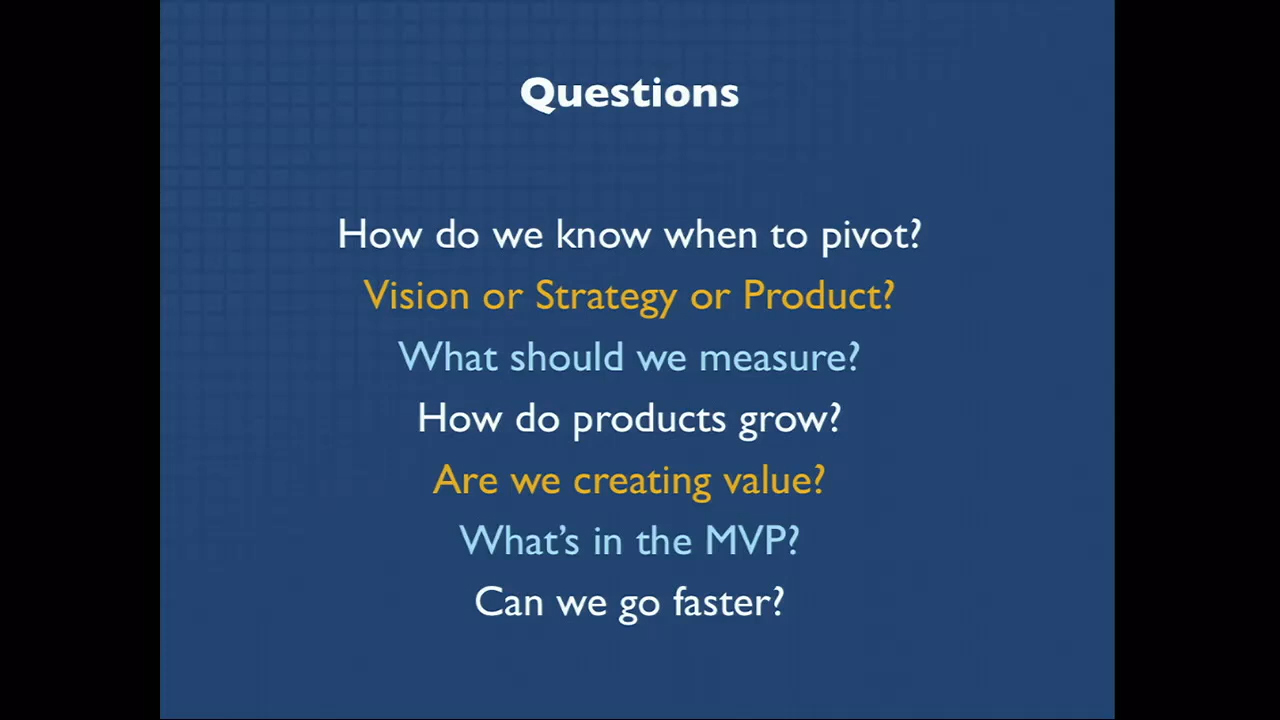 Questions
How do we know when to pivot?
Vision or Strategy or Product?
What should we measure?
How do products grow?
Are we creating value?
What's in the MVP?
Can we go faster?